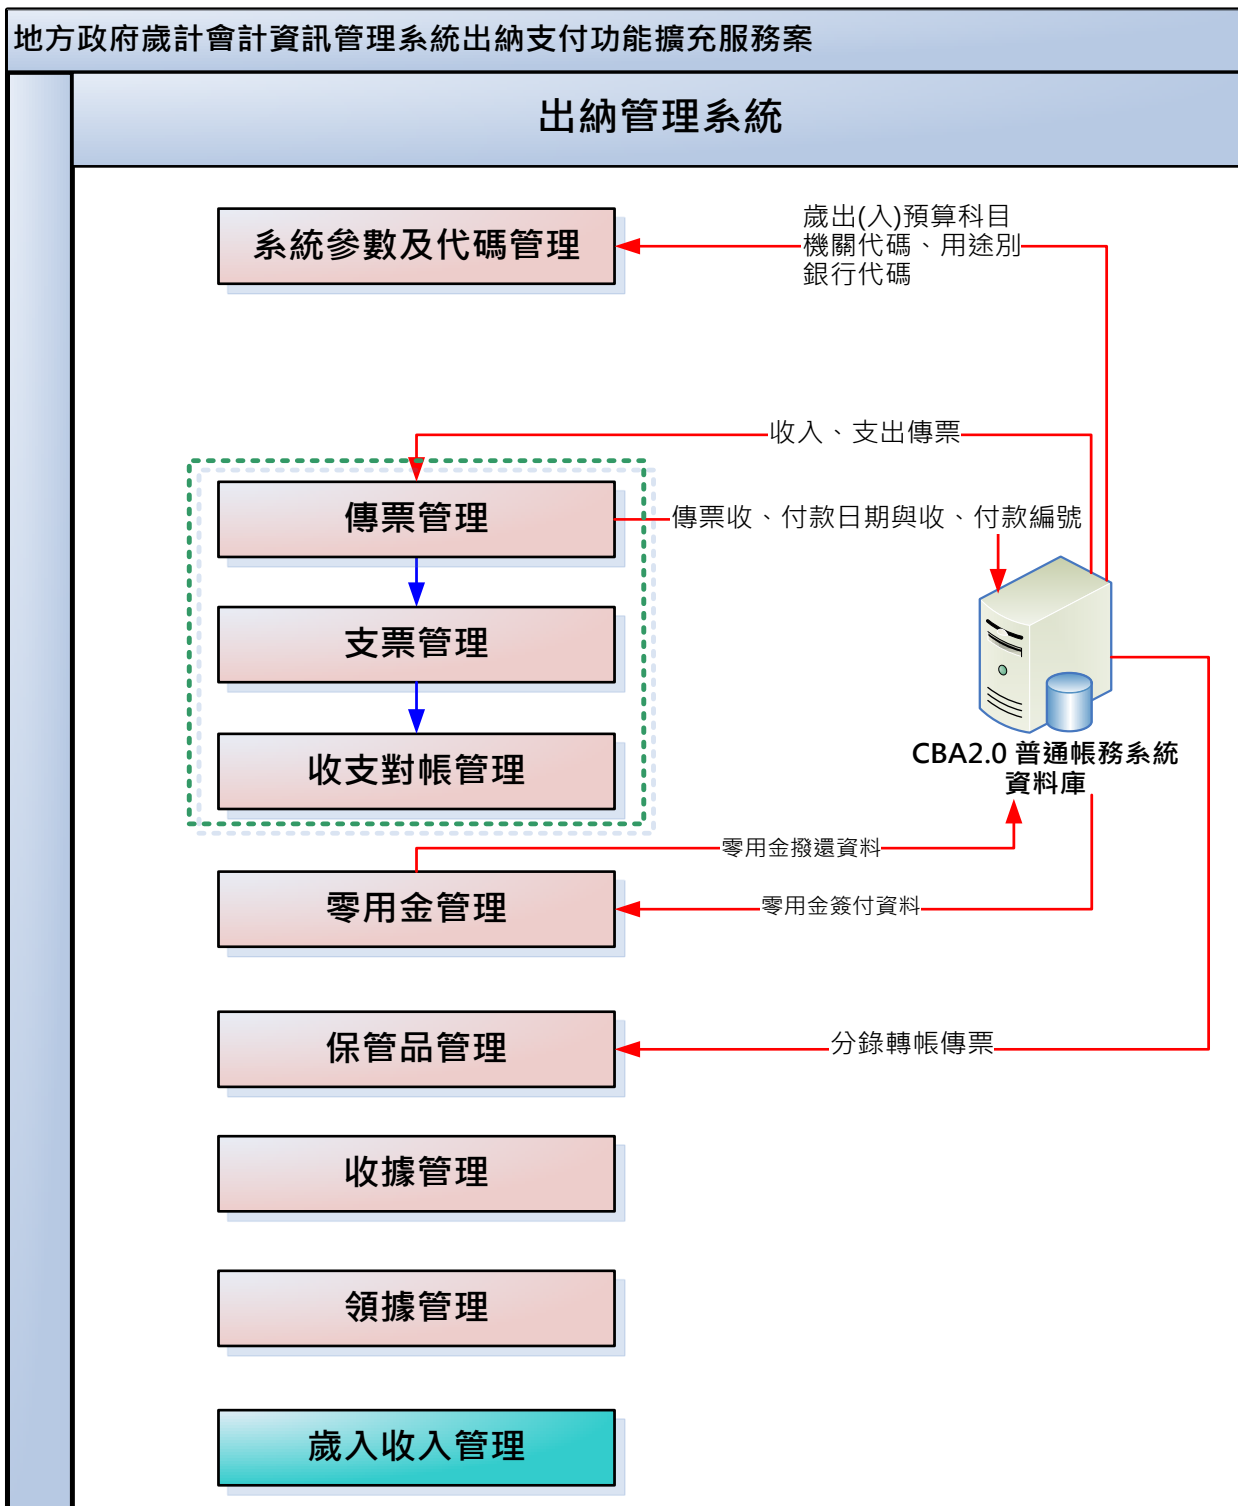 地方政府歲計會計資訊管理系統出納支付功能擴充服務案
出納管理系統
系統參數及代碼管理
歲出(入)預算科目
機關代碼、用途別
銀行代碼
收入、支出傳票
傳票管理
傳票收、付款日期與收、付款編號
支票管理
收支對帳管理
CBA2.0 普通帳務系統
資料庫
零用金撥還資料
零用金管理
零用金簽付資料
保管品管理
分錄轉帳傳票
收據管理
領據管理
歲入收入管理